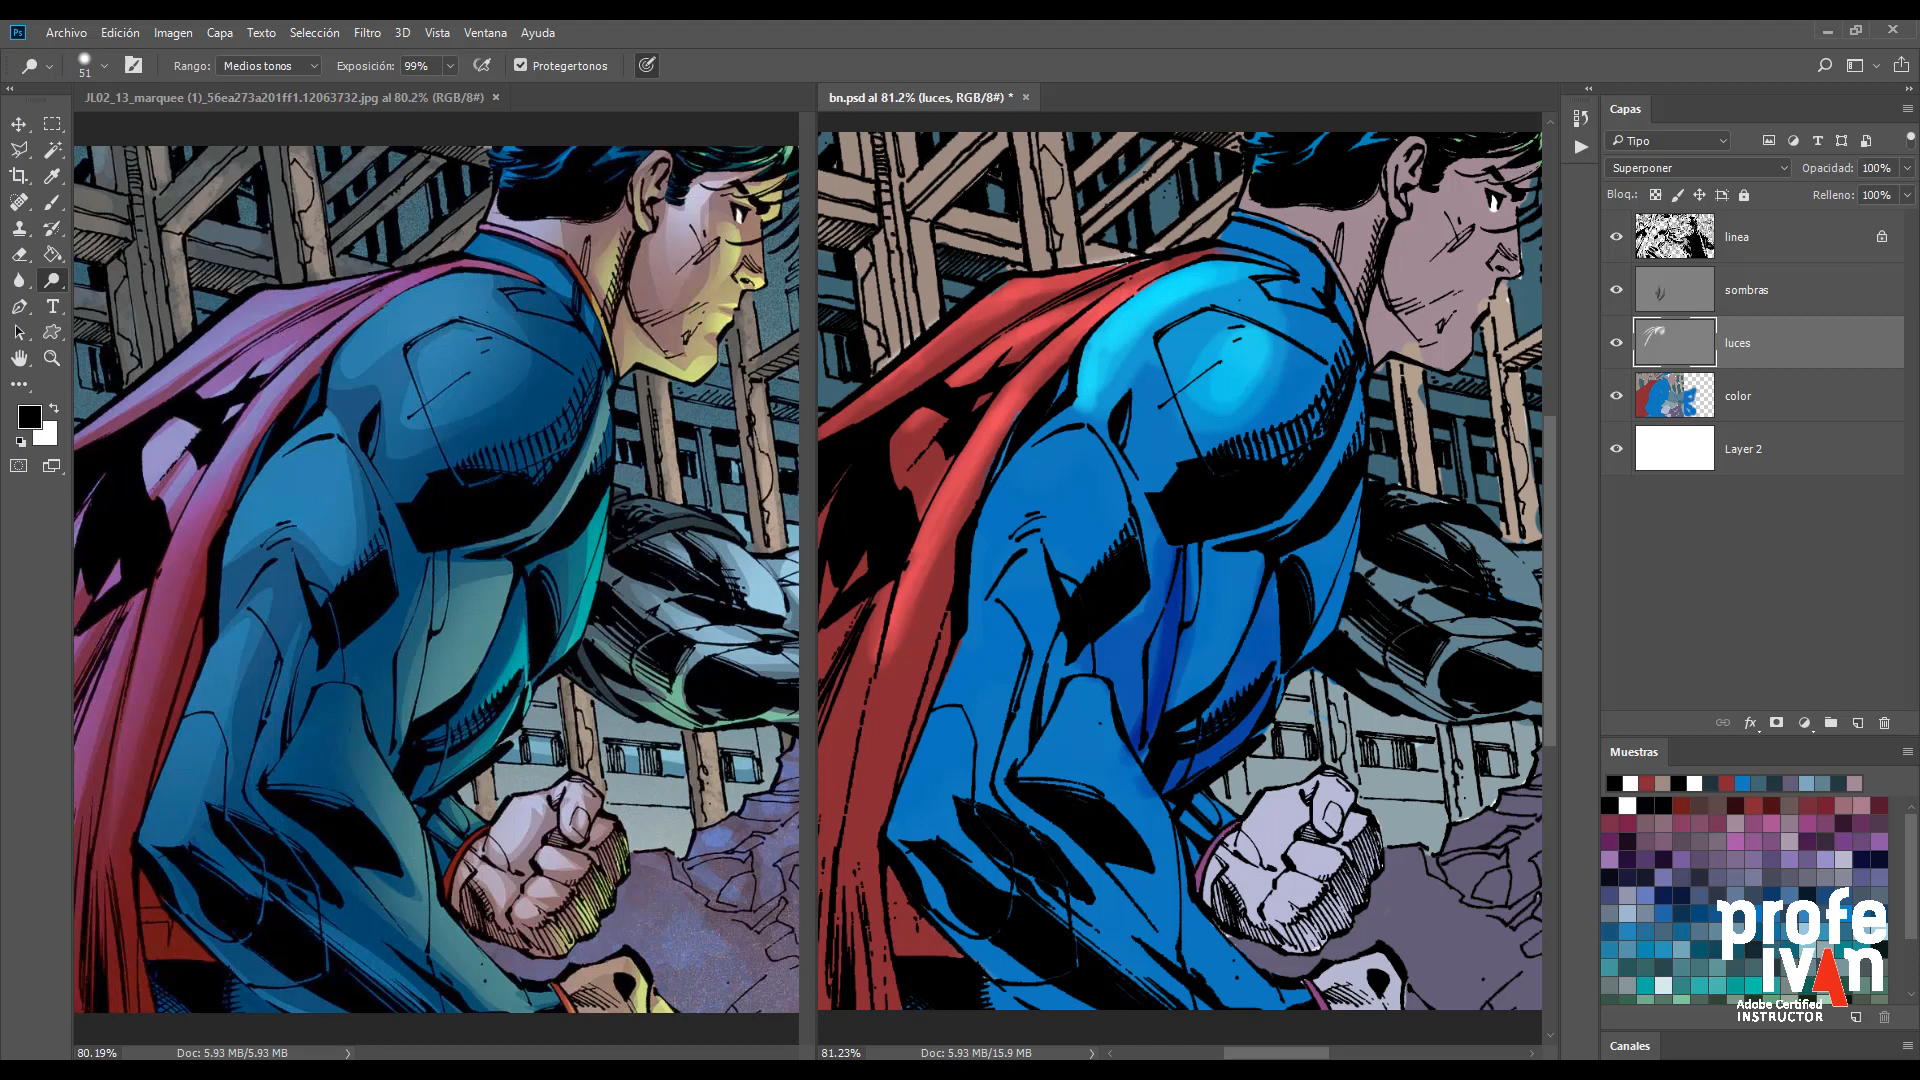 Ps Archivo Edición Imagen Capa Texto Selección Filtro 3D Vista Ventana Ayuda
51 Rango: Medios tonos Exposición: 99% Protegertonos
JL02_13_marquee (1)_56ea273a201ff1.12063732.jpg al 80.2% (RGB/8#) ×
bn.psd al 81.2% (luces, RGB/8#) * ×
Capas
Tipo
Superponer Opacidad: 100%
Bloq.: Relleno: 100%
linea
sombras
luces
color
Layer 2
fx
Muestras
profe
ivan
Adobe Certified
INSTRUCTOR
Canales
80.19% Doc: 5.93 MB/5.93 MB
81.23% Doc: 5.93 MB/15.9 MB